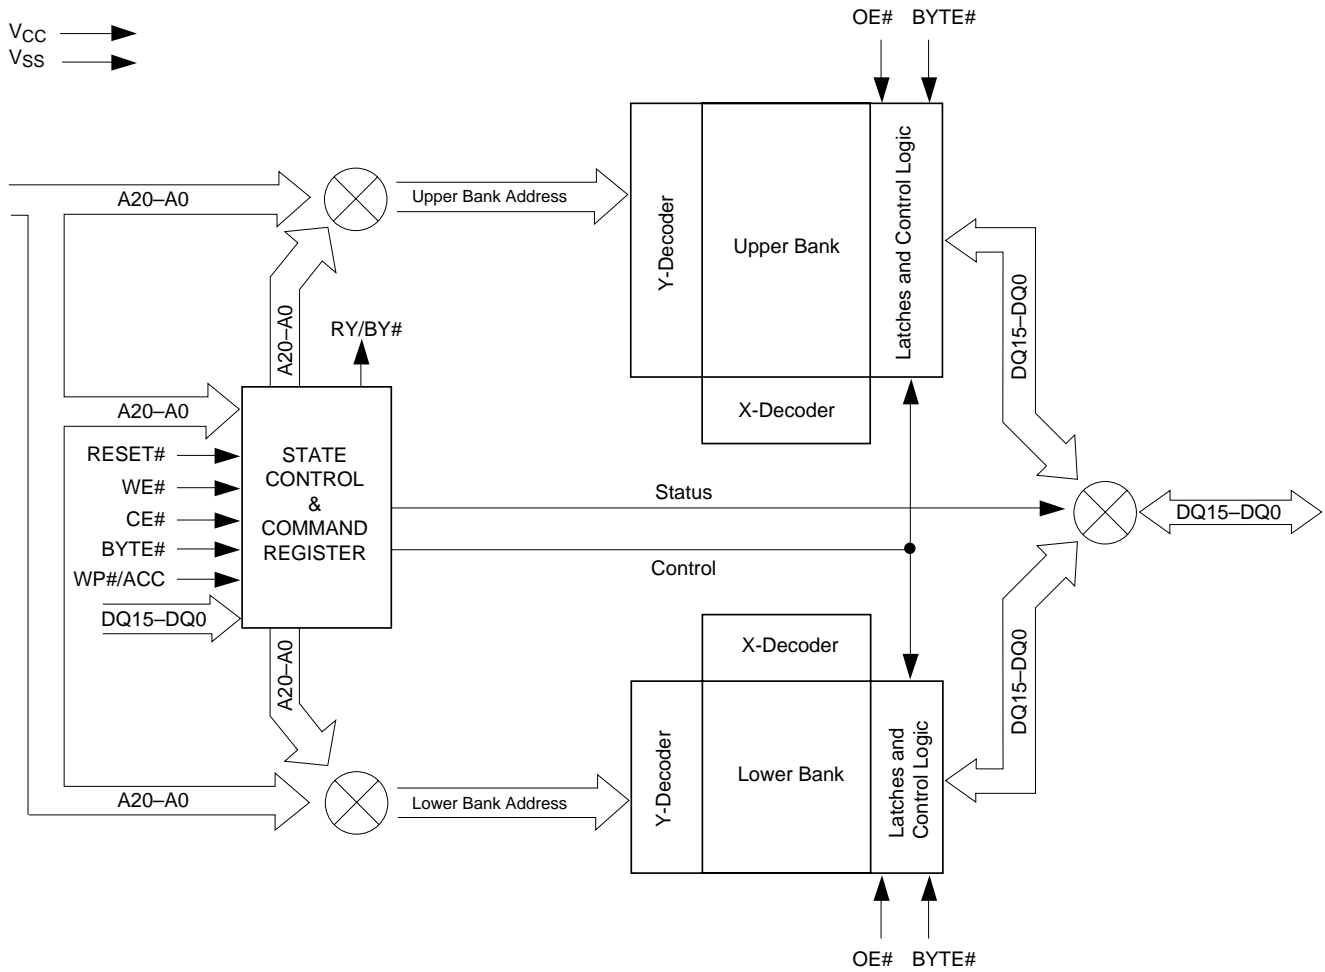 VCC
VSS
OE# BYTE#
A20–A0
Upper Bank Address
Y-Decoder
Upper Bank
Latches and Control Logic
A20–A0
RY/BY#
DQ15–DQ0
X-Decoder
A20–A0
RESET#
WE#
CE#
BYTE#
WP#/ACC
DQ15–DQ0
STATE
CONTROL
&
COMMAND
REGISTER
Status
Control
DQ15–DQ0
A20–A0
X-Decoder
DQ15–DQ0
A20–A0
Lower Bank Address
Y-Decoder
Lower Bank
Latches and
Control Logic
OE# BYTE#